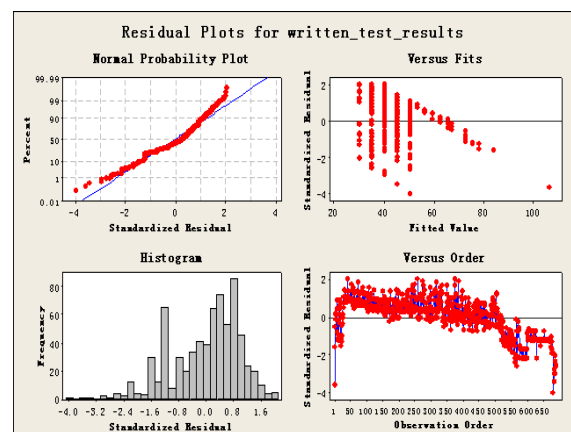 Residual Plots for written_test_results
Normal Probability Plot
99.99
99
90
50
10
1
0.01
Percent
-4 -2 0 2 4
Standardized Residual
Versus Fits
2
0
-2
-4
Standardized Residual
20 40 60 80 100
Fitted Value
Histogram
80
60
40
20
0
Frequency
-4.0 -3.2 -2.4 -1.6 -0.8 0.0 0.8 1.6
Standardized Residual
Versus Order
2
0
-2
-4
Standardized Residual
1 50 100 150 200 250 300 350 400 450 500 550 600 650
Observation Order